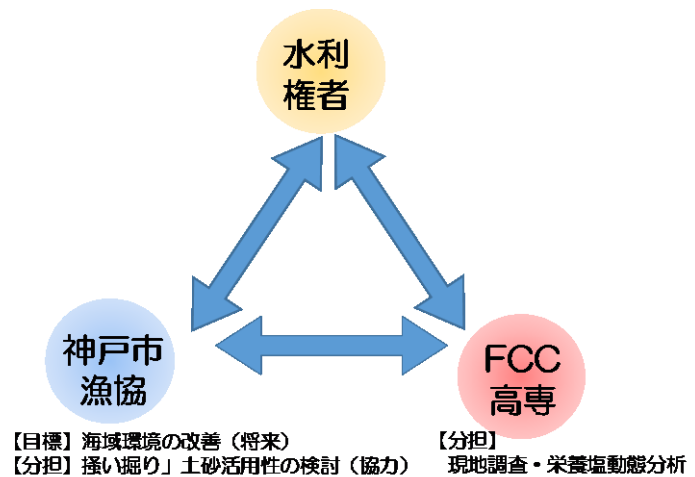 水利
権者
神戸市
漁協
FCC
高専
【目標】海域環境の改善（将来）
【分担】掻い掘り」土砂活用性の検討（協力）
【分担】
現地調査・栄養塩動態分析